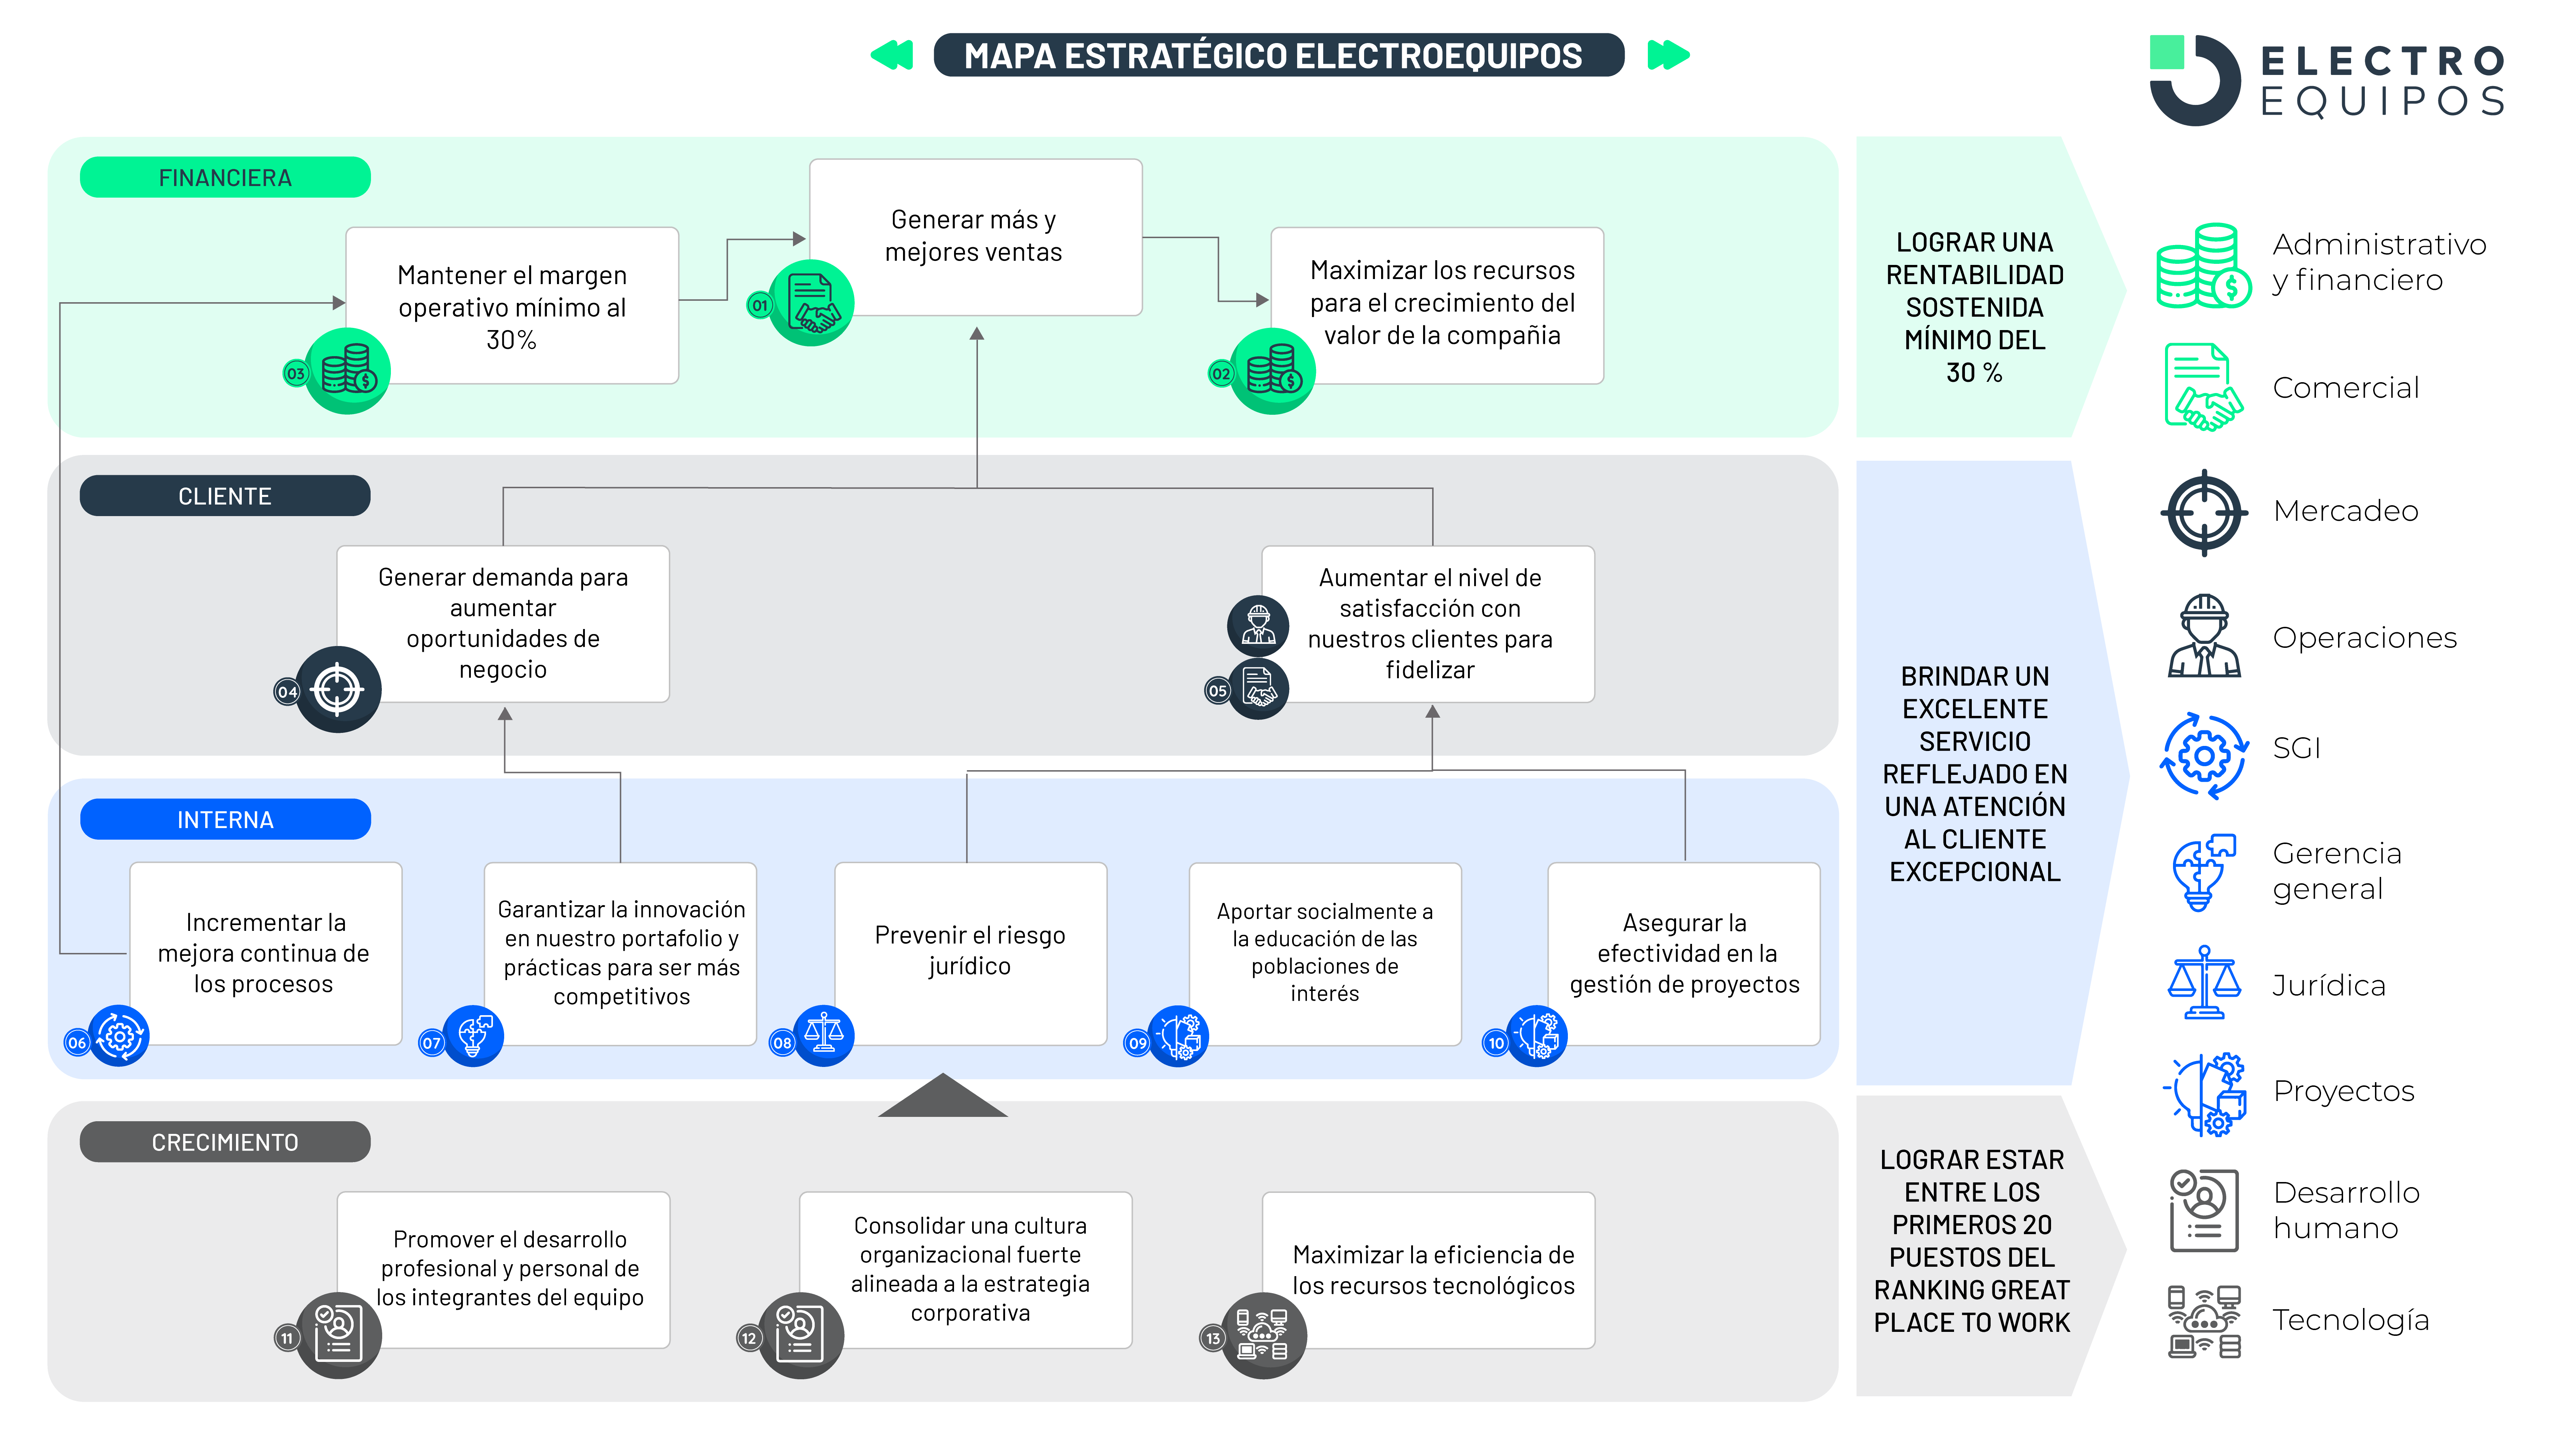 MAPA ESTRATÉGICO ELECTROEQUIPOS
ELECTRO
EQUIPOS
FINANCIERA
Mantener el margen
operativo mínimo al
30%
03
Generar más y
mejores ventas
01
Maximizar los recursos
para el crecimiento del
valor de la compañia
02
LOGRAR UNA
RENTABILIDAD
SOSTENIDA
MÍNIMO DEL
30 %
CLIENTE
Generar demanda para
aumentar
oportunidades de
negocio
04
Aumentar el nivel de
satisfacción con
nuestros clientes para
fidelizar
05
INTERNA
Incrementar la
mejora continua de
los procesos
06
Garantizar la innovación
en nuestro portafolio y
prácticas para ser más
competitivos
07
Prevenir el riesgo
jurídico
08
Aportar socialmente a
la educación de las
poblaciones de
interés
09
Asegurar la
efectividad en la
gestión de proyectos
10
BRINDAR UN
EXCELENTE
SERVICIO
REFLEJADO EN
UNA ATENCIÓN
AL CLIENTE
EXCEPCIONAL
CRECIMIENTO
Promover el desarrollo
profesional y personal de
los integrantes del equipo
11
Consolidar una cultura
organizacional fuerte
alineada a la estrategia
corporativa
12
Maximizar la eficiencia de
los recursos tecnológicos
13
LOGRAR ESTAR
ENTRE LOS
PRIMEROS 20
PUESTOS DEL
RANKING GREAT
PLACE TO WORK
Administrativo
y financiero
Comercial
Mercadeo
Operaciones
SGI
Gerencia
general
Jurídica
Proyectos
Desarrollo
humano
Tecnología